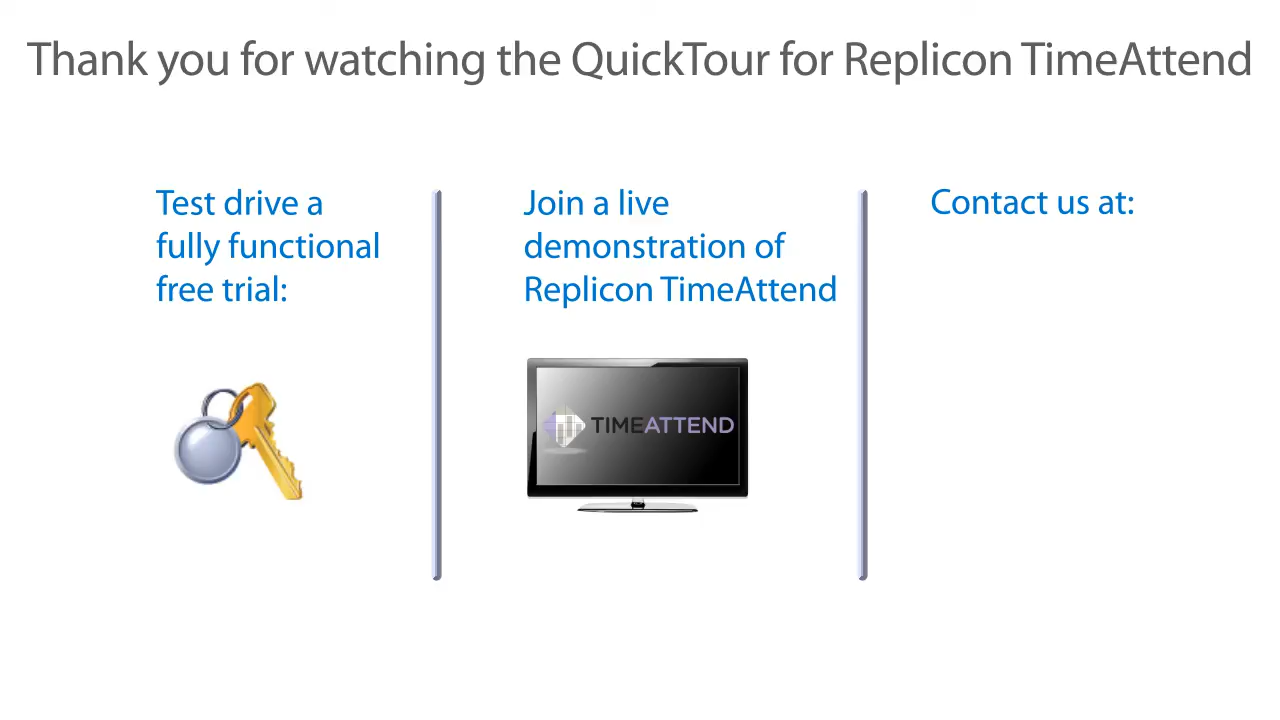 Thank you for watching the QuickTour for Replicon TimeAttend
Test drive a
fully functional
free trial:
Join a live
demonstration of
Replicon TimeAttend
TIMEATTEND
Contact us at: